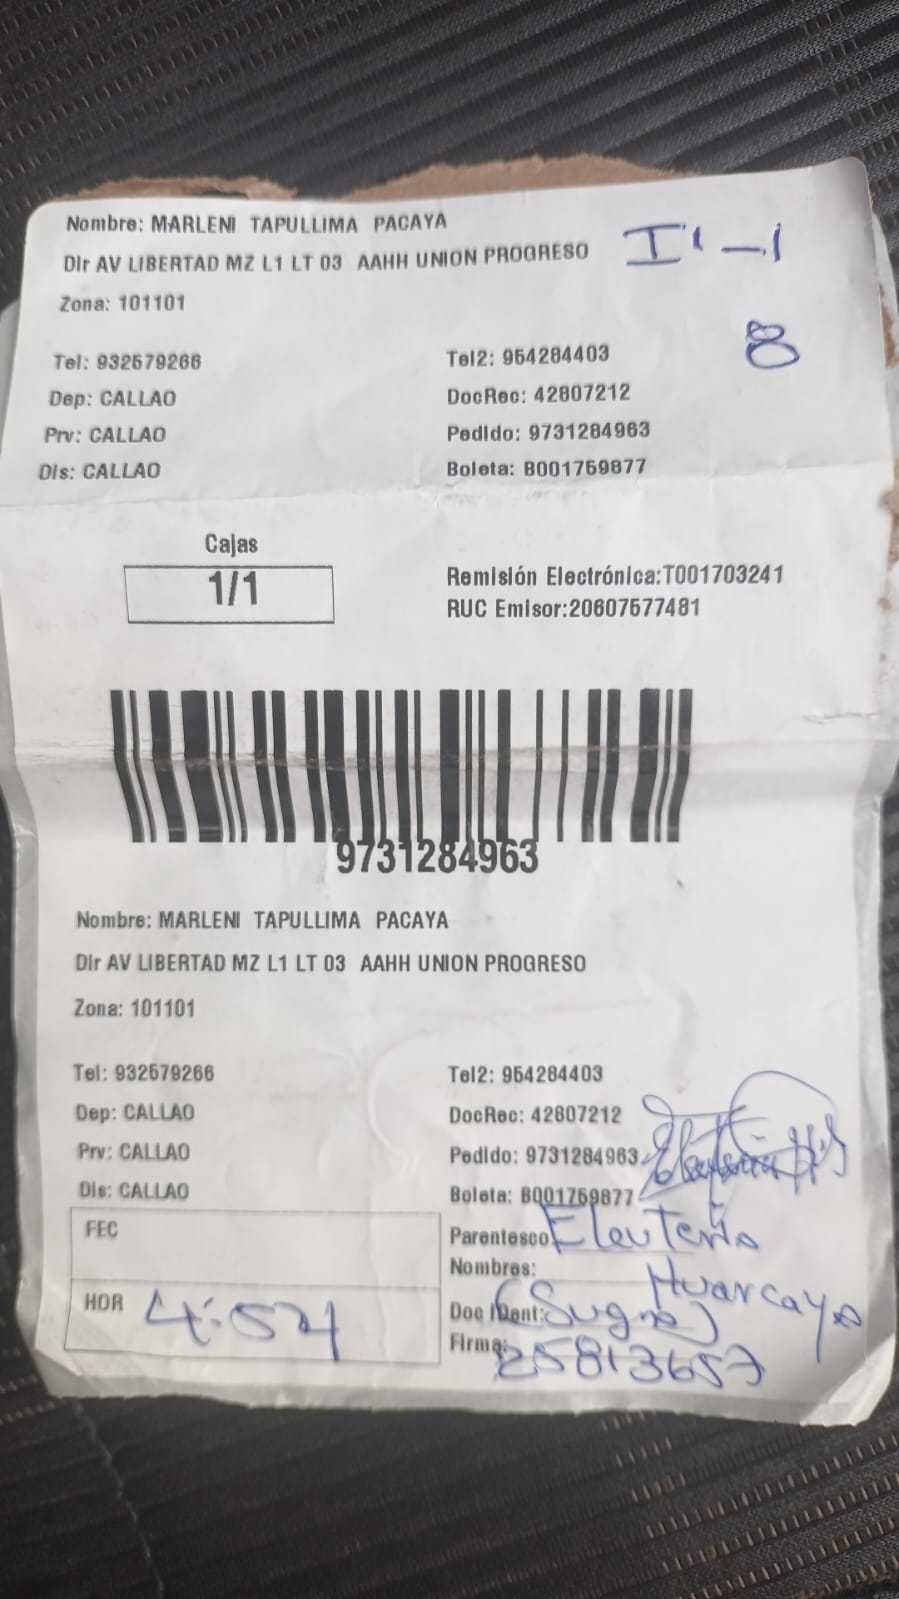 Nombre: MARLENI TAPULLIMA PACAYA
Dir AV LIBERTAD MZ L1 LT 03 AAHH UNION PROGRESO
I' - 1
Zona: 101101
8
Tel: 932579266 Tel2: 954284403
Dep: CALLAO DocRec: 42807212
Prv: CALLAO Pedido: 9731284963
Dis: CALLAO Boleta: B001759877
Cajas
1/1
Remisión Electrónica:T001703241
RUC Emisor:20607577481
9731284963
Nombre: MARLENI TAPULLIMA PACAYA
Dir AV LIBERTAD MZ L1 LT 03 AAHH UNION PROGRESO
Zona: 101101
Tel: 932579266 Tel2: 954284403
Dep: CALLAO DocRec: 42807212
Prv: CALLAO Pedido: 9731284963
Dis: CALLAO Boleta: B001759877
FEC Parentesco: Eleuteria
Nombres: Huarcaya
HOR 4:54 Doc Ident: (Sugra)
Firma: 25813657